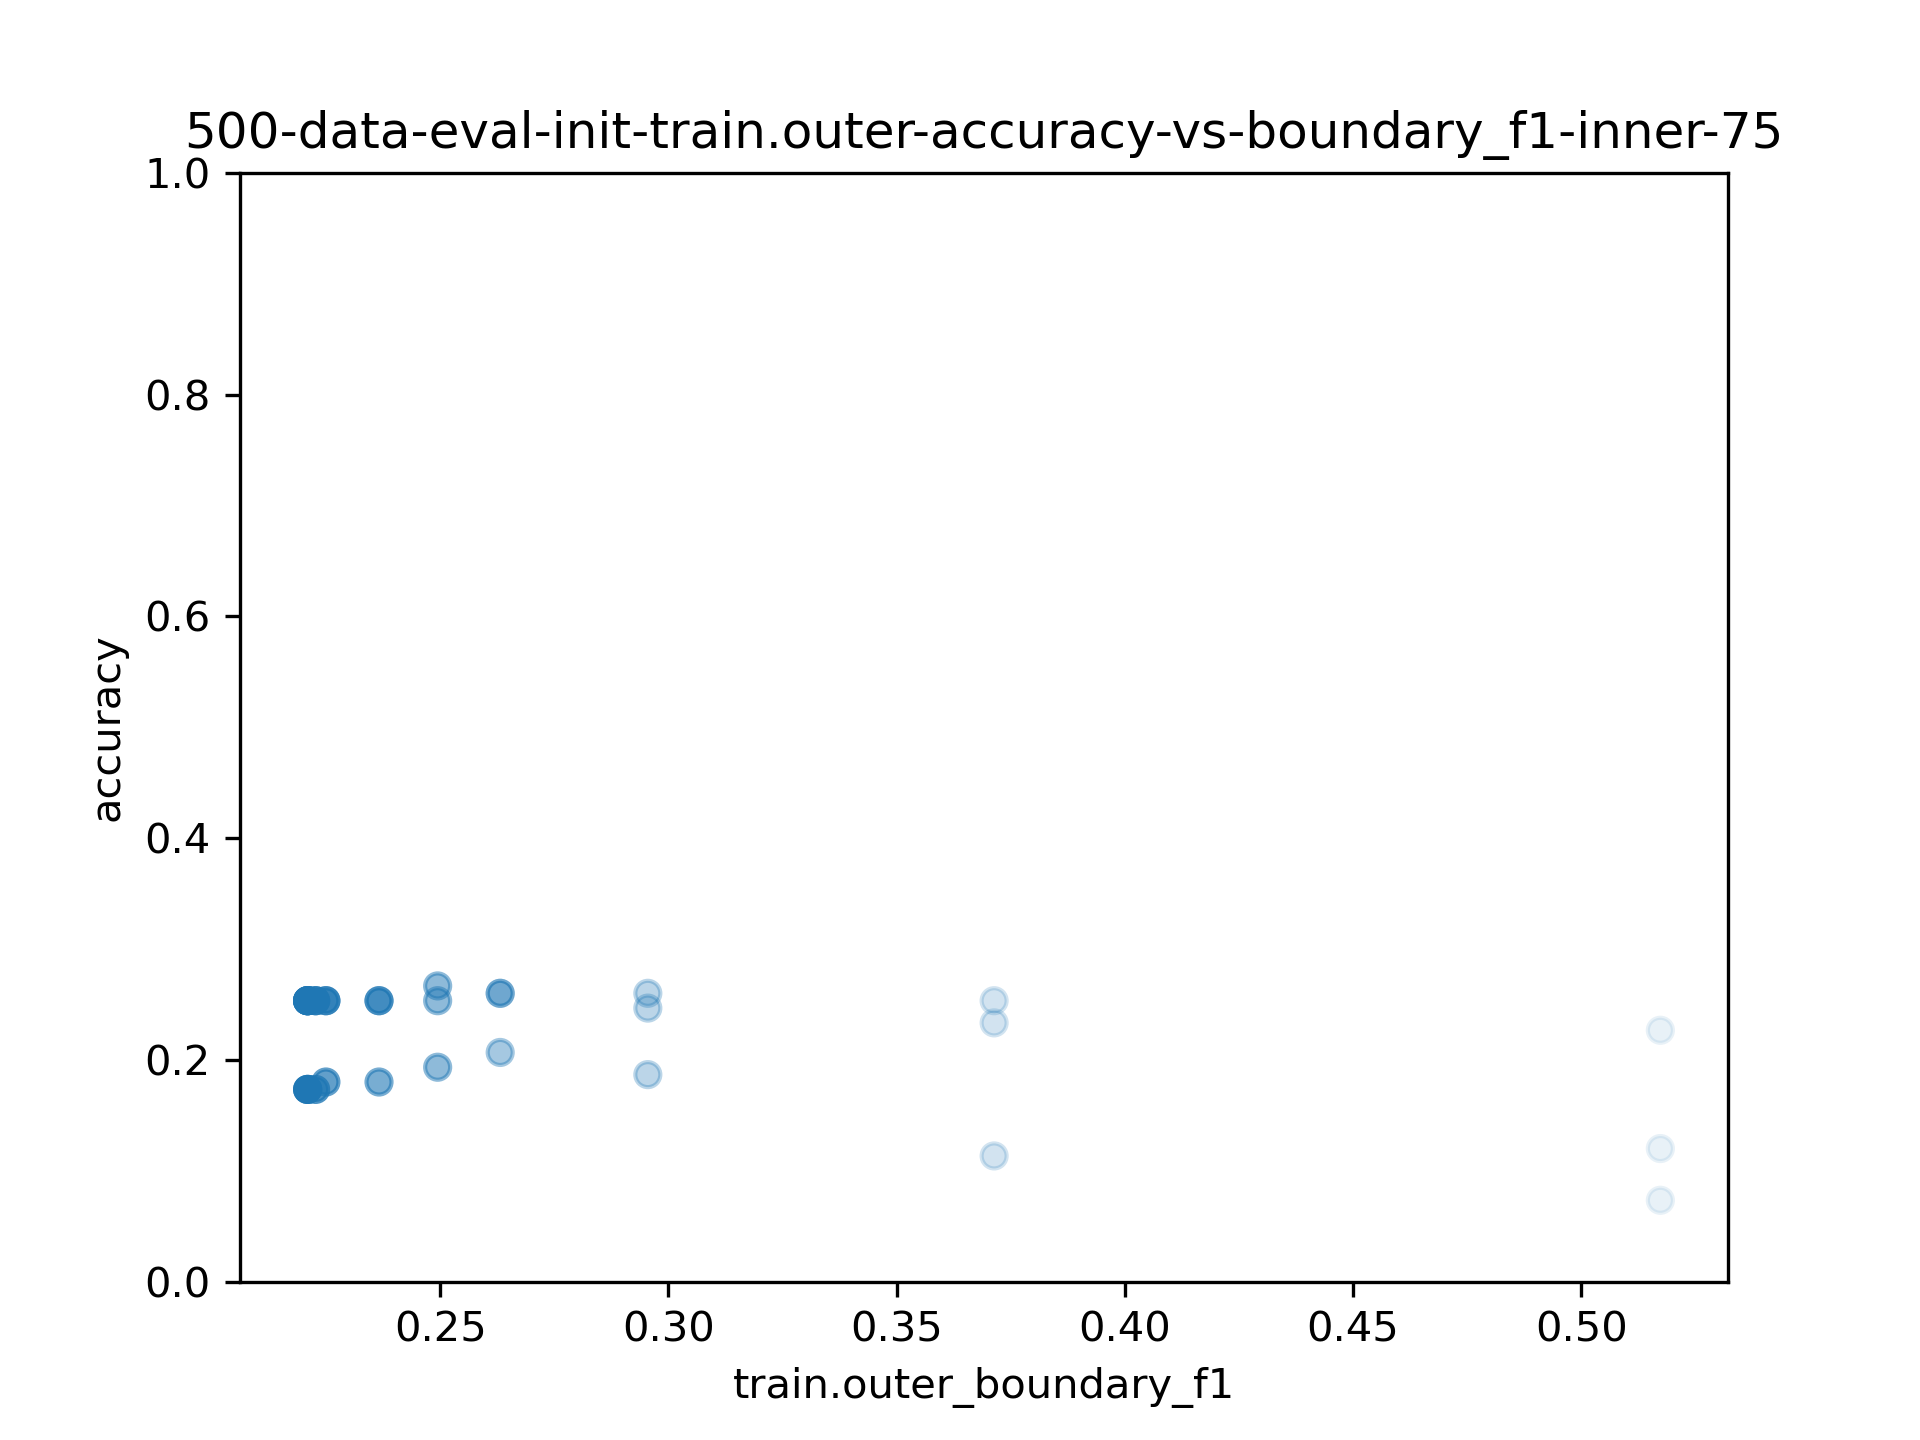 500-data-eval-init-train.outer-accuracy-vs-boundary_f1-inner-75
1.0
0.8
0.6
0.4
0.2
0.0
accuracy
0.25 0.30 0.35 0.40 0.45 0.50
train.outer_boundary_f1